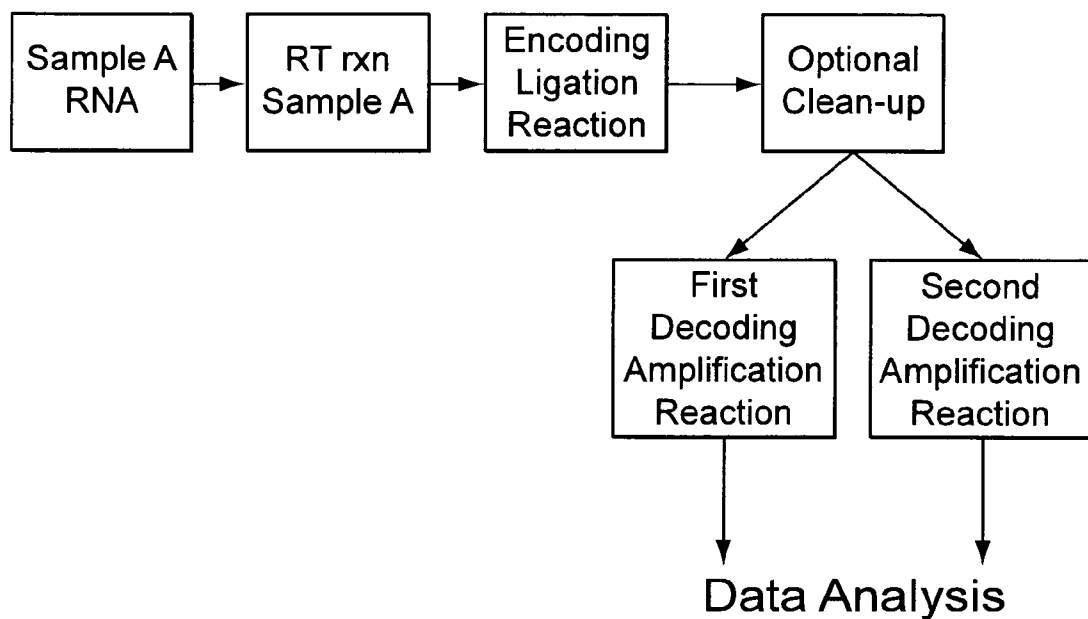 Sample A
RNA
RT rxn
Sample A
Encoding
Ligation
Reaction
Optional
Clean-up
First
Decoding
Amplification
Reaction
Second
Decoding
Amplification
Reaction
Data Analysis